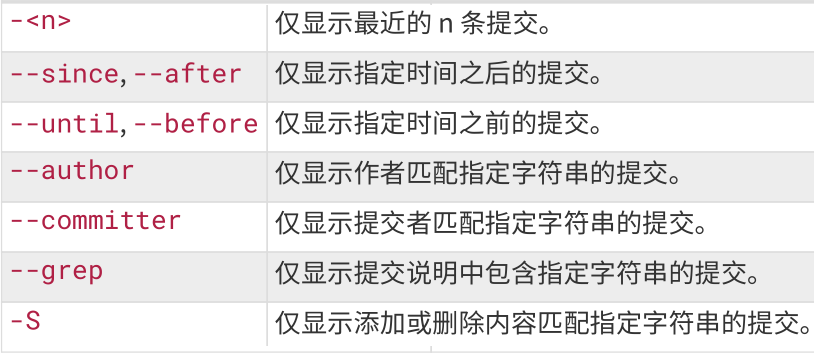 -<n> 仅显示最近的 n 条提交。
--since, --after 仅显示指定时间之后的提交。
--until, --before 仅显示指定时间之前的提交。
--author 仅显示作者匹配指定字符串的提交。
--committer 仅显示提交者匹配指定字符串的提交。
--grep 仅显示提交说明中包含指定字符串的提交。
-S 仅显示添加或删除内容匹配指定字符串的提交。